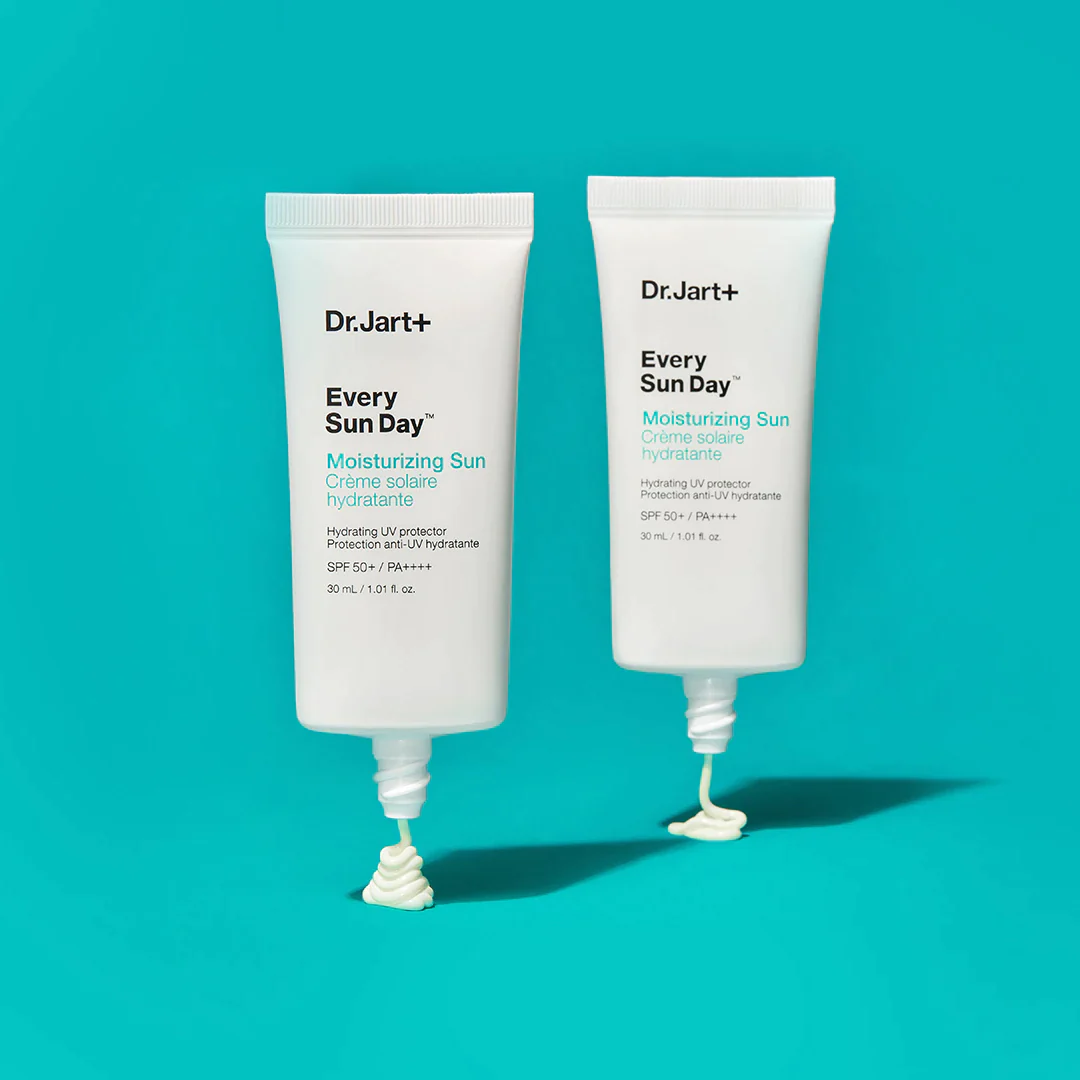 Dr.Jart+
Every
Sun Day™
Moisturizing Sun
Crème solaire
hydratante
Hydrating UV protector
Protection anti-UV hydratante
SPF 50+ / PA++++
30 mL / 1.01 fl. oz.
Dr.Jart+
Every
Sun Day™
Moisturizing Sun
Crème solaire
hydratante
Hydrating UV protector
Protection anti-UV hydratante
SPF 50+ / PA++++
30 mL / 1.01 fl. oz.